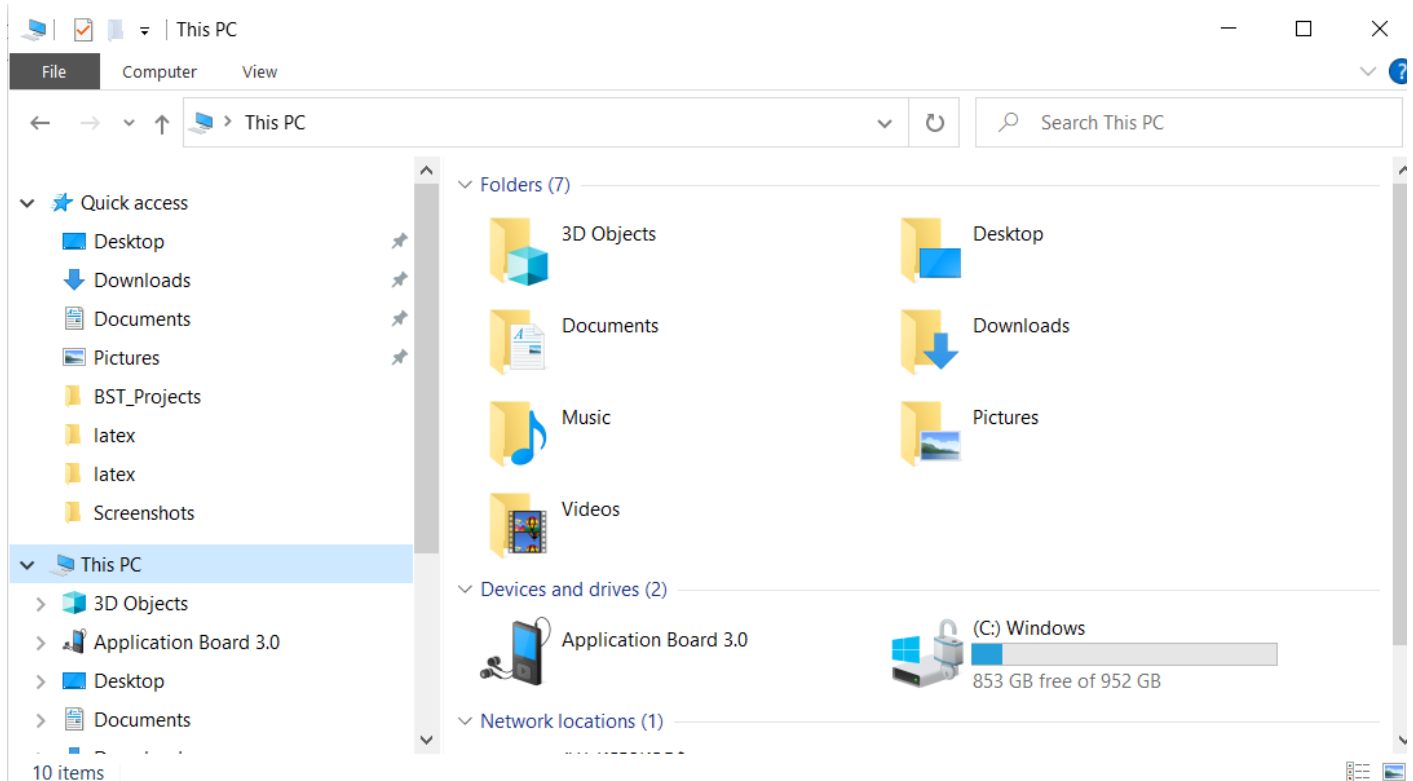 This PC
File Computer View
?
This PC
Search This PC
Quick access
Desktop
Downloads
Documents
Pictures
BST_Projects
latex
latex
Screenshots
This PC
3D Objects
Application Board 3.0
Desktop
Documents
Folders (7)
3D Objects
Desktop
Documents
Downloads
Music
Pictures
Videos
Devices and drives (2)
Application Board 3.0
(C:) Windows
853 GB free of 952 GB
Network locations (1)
10 items